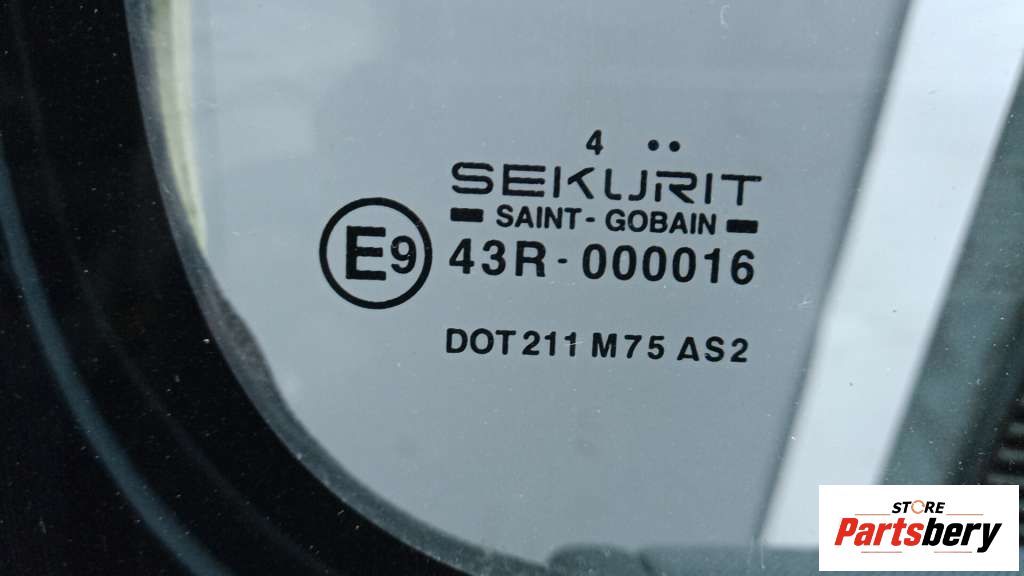 4 ••
SEKURIT
SAINT - GOBAIN
E9 43R - 000016
DOT 211 M75 AS2
STORE
Partsbery